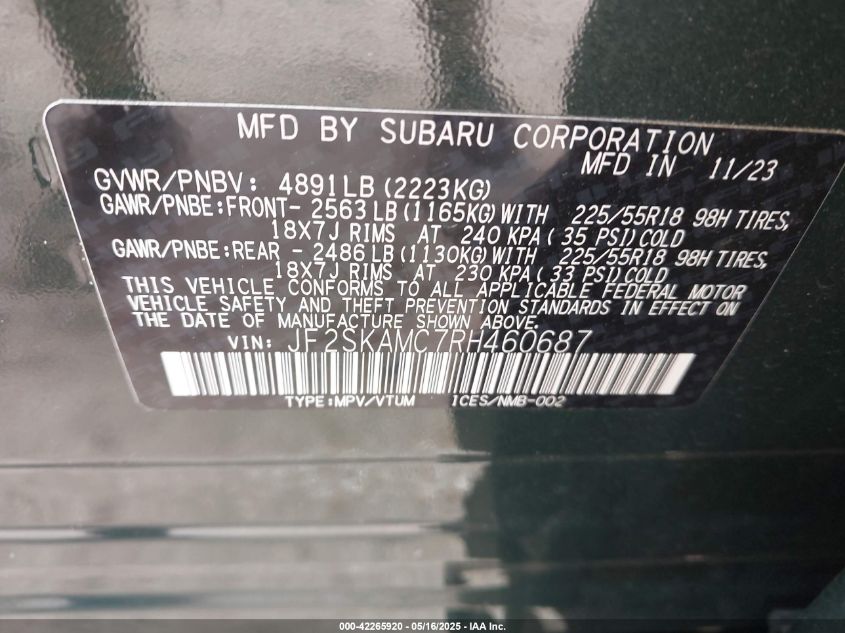 MFD BY SUBARU CORPORATION
MFD IN 11/23
GVWR/PNBV: 4891LB (2223KG)
GAWR/PNBE:FRONT- 2563 LB (1165KG) WITH 225/55R18 98H TIRES,
18X7J RIMS AT 240 KPA ( 35 PSI) COLD
GAWR/PNBE:REAR - 2486 LB (1130KG) WITH 225/55R18 98H TIRES,
18X7J RIMS AT 230 KPA ( 33 PSI) COLD
THIS VEHICLE CONFORMS TO ALL APPLICABLE FEDERAL MOTOR
VEHICLE SAFETY AND THEFT PREVENTION STANDARDS IN EFFECT ON
THE DATE OF MANUFACTURE SHOWN ABOVE.
VIN: JF2SKAMC7RH460687
TYPE:MPV/VTUM ICES/NMB-002
000-42265920 - 05/16/2025 - IAA Inc.